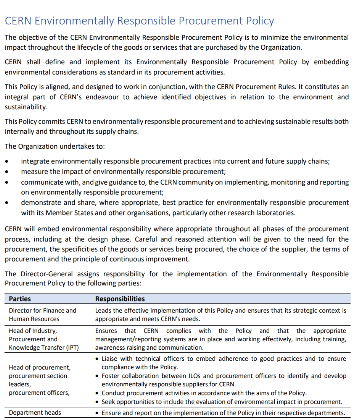 CERN Environmentally Responsible Procurement Policy
The objective of the CERN Environmentally Responsible Procurement Policy is to minimize the environmental
impact throughout the lifecycle of the goods or services that are purchased by the Organization.
CERN shall define and implement its Environmentally Responsible Procurement Policy by embedding
environmental considerations as standard in its procurement activities.
This Policy is aligned, and designed to work in conjunction, with the CERN Procurement Rules. It constitutes an
integral part of CERN's endeavour to achieve identified objectives in relation to the environment and
sustainability.
This Policy commits CERN to environmentally responsible procurement and to achieving sustainable results both
internally and throughout its supply chains.
The Organization undertakes to:
• integrate environmentally responsible procurement practices into current and future supply chains;
• measure the impact of environmentally responsible procurement;
• communicate with, and give guidance to, the CERN community on implementing, monitoring and reporting
on environmentally responsible procurement;
• demonstrate and share, where appropriate, best practice for environmentally responsible procurement
with its Member States and other organisations, particularly other research laboratories.
CERN will embed environmental responsibility where appropriate throughout all phases of the procurement
process, including at the design phase. Careful and reasoned attention will be given to the need for the
procurement, the specificities of the goods or services being procured, the choice of the supplier, the terms of
procurement and the principle of continuous improvement.
The Director-General assigns responsibility for the implementation of the Environmentally Responsible
Procurement Policy to the following parties:
Parties Responsibilities
Director for Finance and Leads the effective implementation of this Policy and ensures that its strategic context is
Human Resources appropriate and meets CERN's needs.
Head of Industry, Ensures that CERN complies with the Policy and that the appropriate
Procurement and management/reporting systems are in place and working effectively, including training,
Knowledge Transfer (IPT) awareness raising and communication.
• Liaise with technical officers to embed adherence to good practices and to ensure
Head of procurement, compliance with the Policy.
procurement section • Foster collaboration between ILOs and procurement officers to identify and develop
leaders, environmentally responsible suppliers for CERN.
procurement officers, • Conduct procurement activities in accordance with the aims of the Policy.
• Seek opportunities to include the evaluation of environmental impact in procurement.
Department heads • Ensure and report on the implementation of the Policy in their respective departments.